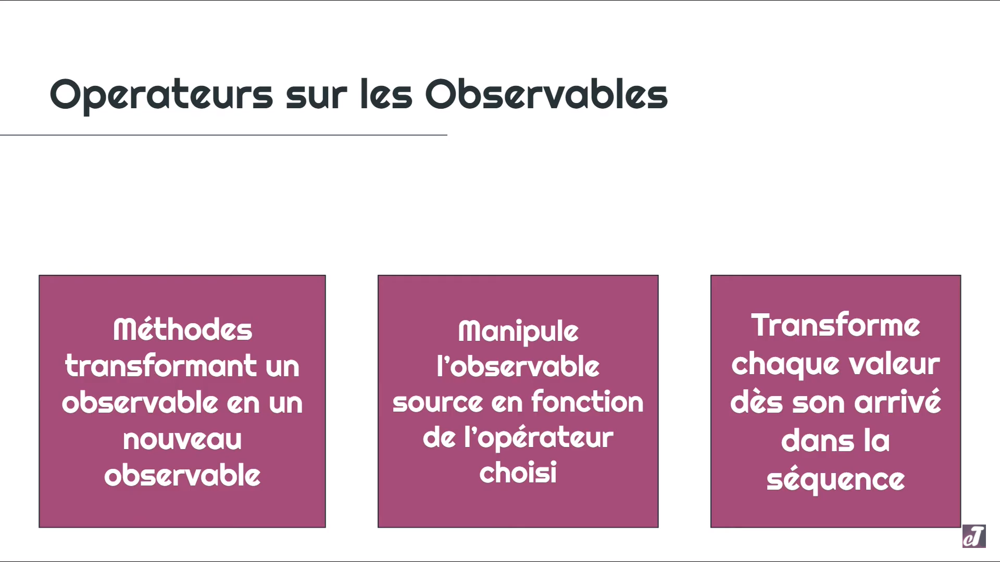 Operateurs sur les Observables
Méthodes
transformant un
observable en un
nouveau
observable
Manipule
l’observable
source en fonction
de l’opérateur
choisi
Transforme
chaque valeur
dès son arrivé
dans la
séquence
eT